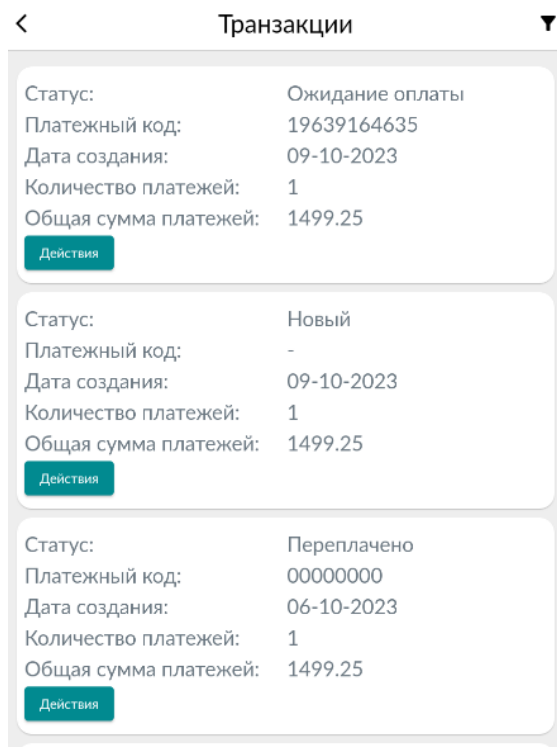 Транзакции
Статус: Ожидание оплаты
Платежный код: 19639164635
Дата создания: 09-10-2023
Количество платежей: 1
Общая сумма платежей: 1499.25
Действия
Статус: Новый
Платежный код: -
Дата создания: 09-10-2023
Количество платежей: 1
Общая сумма платежей: 1499.25
Действия
Статус: Переплачено
Платежный код: 00000000
Дата создания: 06-10-2023
Количество платежей: 1
Общая сумма платежей: 1499.25
Действия